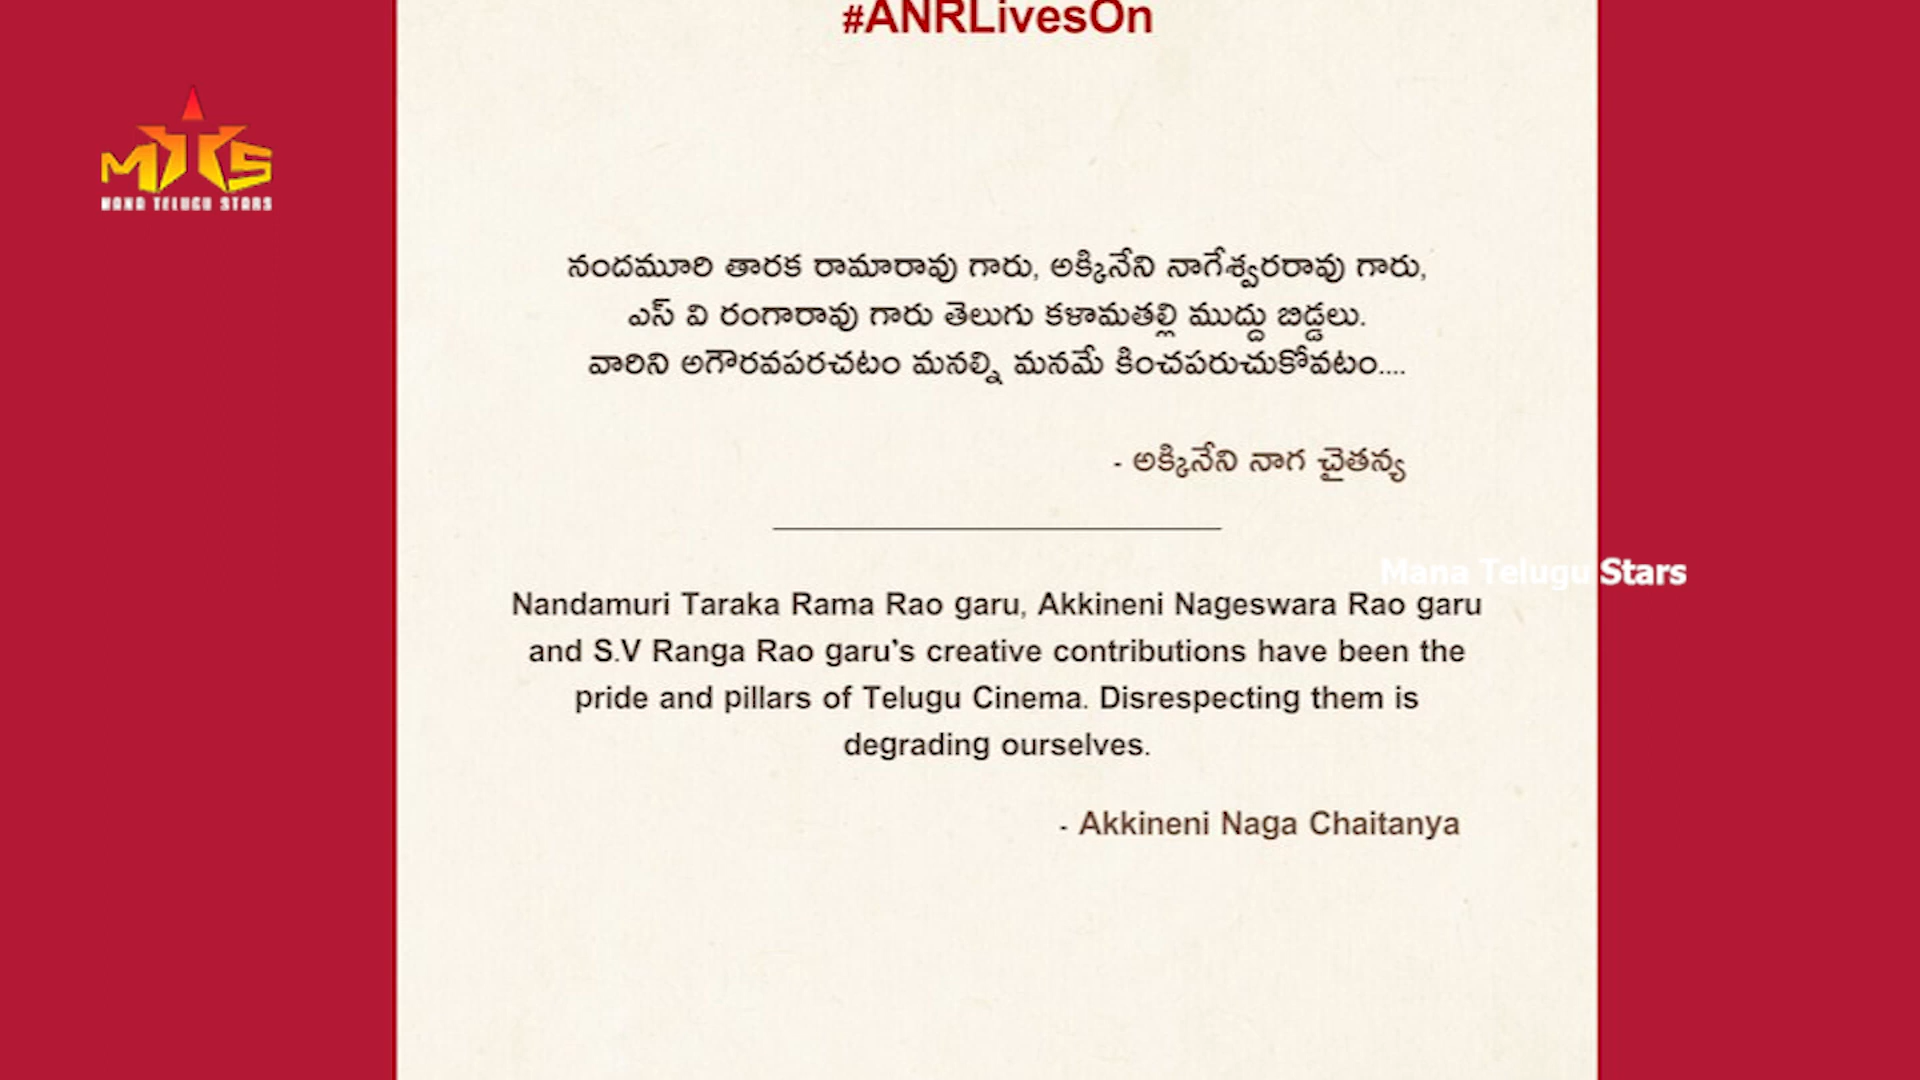 #ANRLivesOn
MTS
MANA TELUGU STARS
నందమూరి తారక రామారావు గారు, అక్కినేని నాగేశ్వరరావు గారు,
ఎస్ వి రంగారావు గారు తెలుగు కళామతల్లి ముద్దు బిడ్డలు.
వారిని అగౌరవపరచటం మనల్ని మనమే కించపరుచుకోవటం....
- అక్కినేని నాగ చైతన్య
Mana Telugu Stars
Nandamuri Taraka Rama Rao garu, Akkineni Nageswara Rao garu
and S.V Ranga Rao garu's creative contributions have been the
pride and pillars of Telugu Cinema. Disrespecting them is
degrading ourselves.
- Akkineni Naga Chaitanya